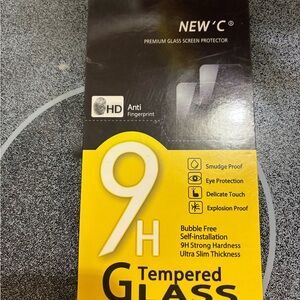 NEW'C®
PREMIUM GLASS SCREEN PROTECTOR
HD
Anti
Fingerprint
9H
Smudge Proof
Eye Protection
Delicate Touch
Explosion Proof
Bubble Free
Self-installation
9H Strong Hardness
Ultra Slim Thickness
Tempered
GLASS